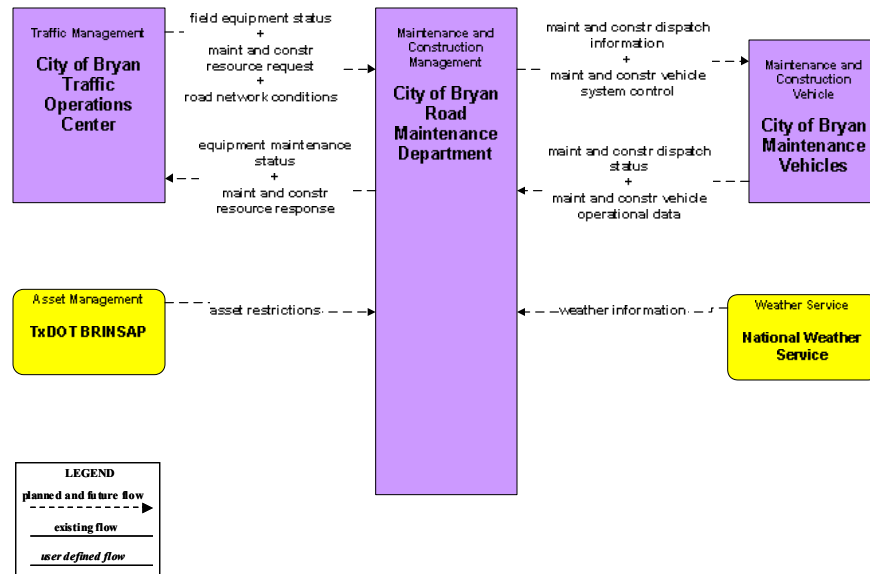 Traffic Management
City of Bryan
Traffic
Operations
Center
field equipment status
+
maint and constr
resource request
+
road network conditions
equipment maintenance
status
+
maint and constr
resource response
Maintenance and
Construction
Management
City of Bryan
Road
Maintenance
Department
maint and constr dispatch
information
+
maint and constr vehicle
system control
maint and constr dispatch
status
+
maint and constr vehicle
operational data
Maintenance and
Construction
Vehicle
City of Bryan
Maintenance
Vehicles
Asset Management
TxDOT BRINSAP
asset restrictions
weather information
Weather Service
National Weather
Service
LEGEND
planned and future flow
existing flow
user defined flow